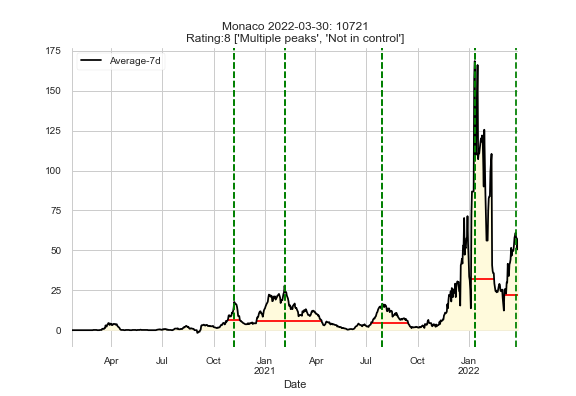 Monaco 2022-03-30: 10721
Rating:8 ['Multiple peaks', 'Not in control']
175
Average-7d
150
125
100
75
50
25
0
Apr Jul Oct Jan Apr Jul Oct Jan
2021 2022
Date